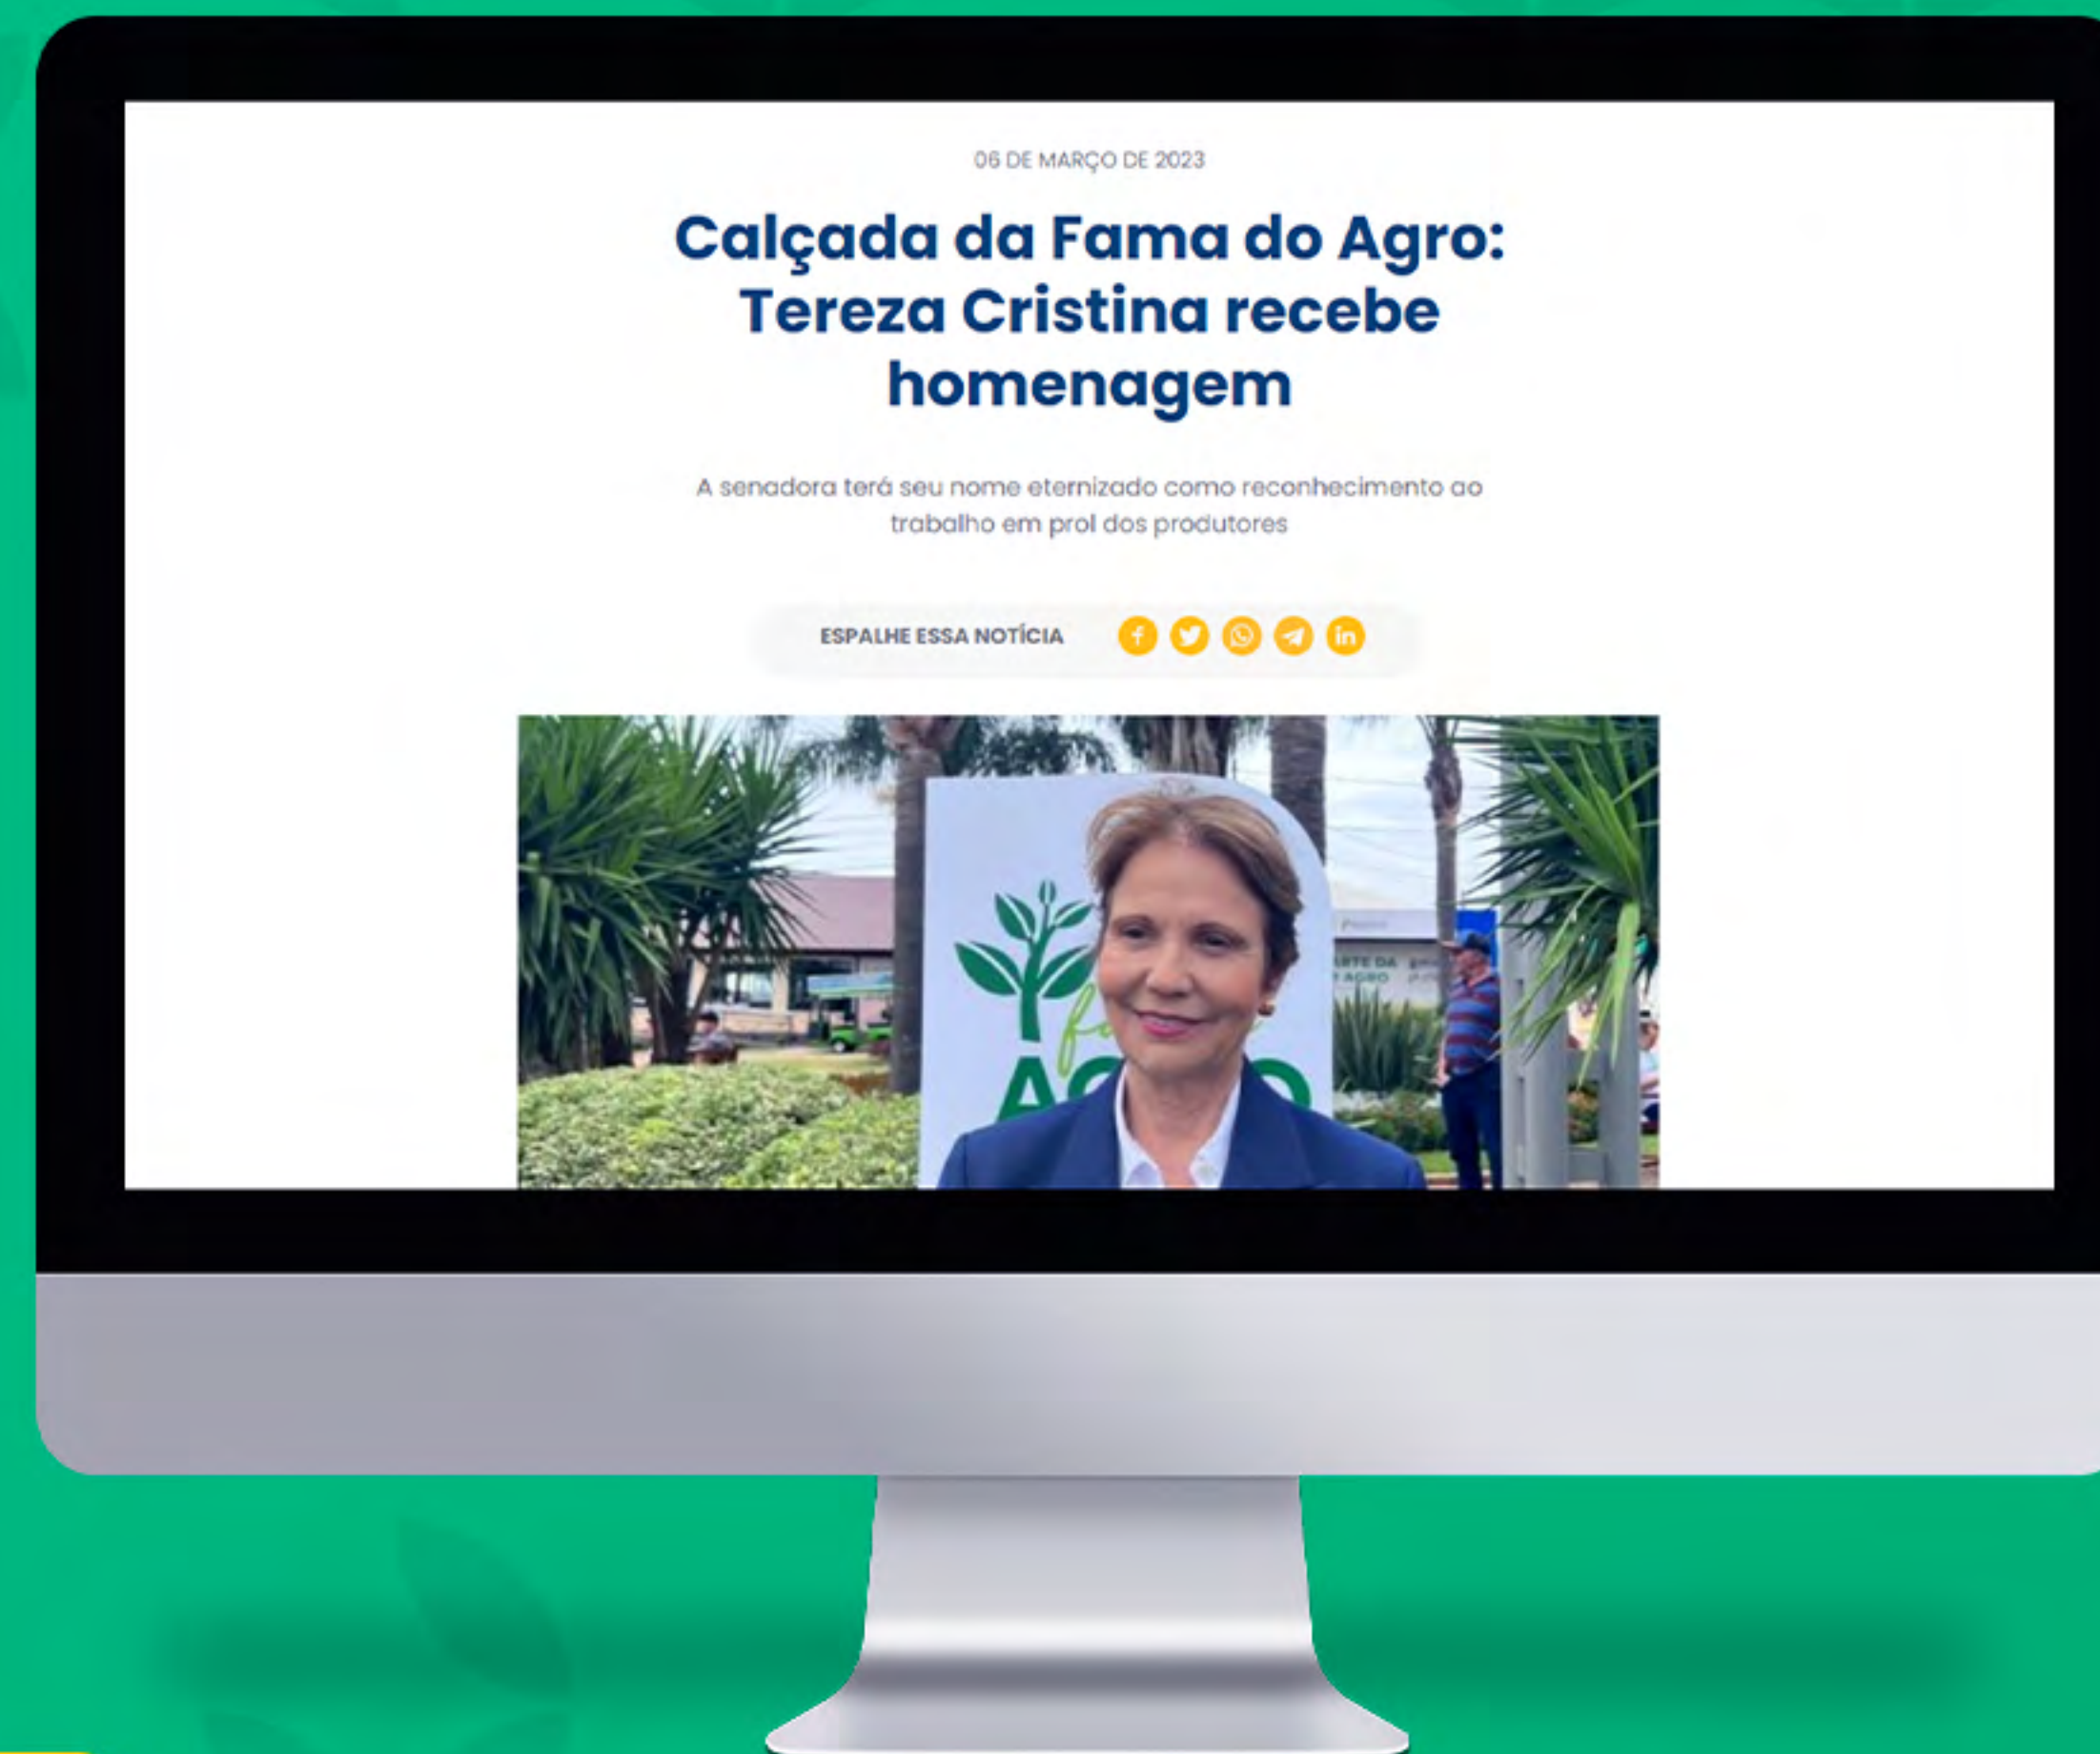 06 DE MARÇO DE 2023
Calçada da Fama do Agro:
Tereza Cristina recebe
homenagem
A senadora terá seu nome eternizado como reconhecimento ao
trabalho em prol dos produtores
ESPALHE ESSA NOTÍCIA